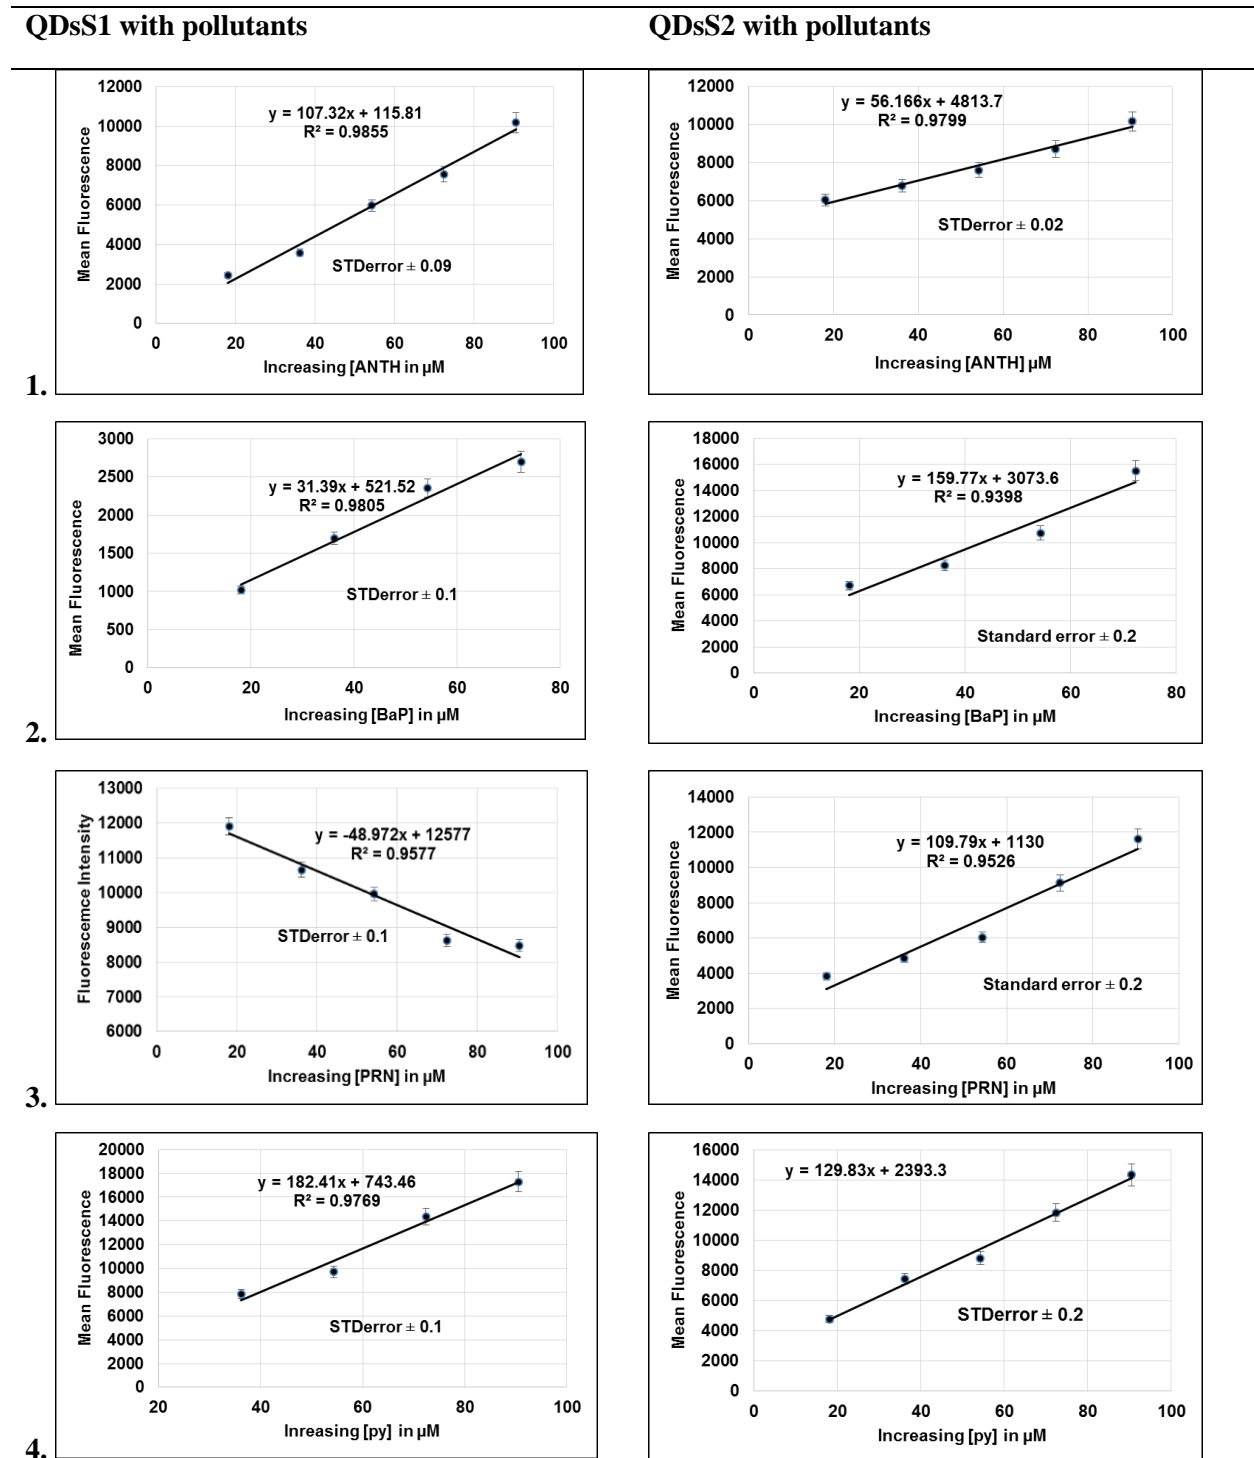 QDsS1 with pollutants
QDsS2 with pollutants
1.
12000
10000
8000
6000
4000
2000
0
Mean Fluorescence
y = 107.32x + 115.81
R² = 0.9855
STDerror ± 0.09
0 20 40 60 80 100
Increasing [ANTH in µM
12000
10000
8000
6000
4000
2000
0
Mean Fluorescence
y = 56.166x + 4813.7
R² = 0.9799
STDerror ± 0.02
0 20 40 60 80 100
Increasing [ANTH] µM
2.
3000
2500
2000
1500
1000
500
0
Mean Fluorescence
y = 31.39x + 521.52
R² = 0.9805
STDerror ± 0.1
0 20 40 60 80
Increasing [BaP] in µM
18000
16000
14000
12000
10000
8000
6000
4000
2000
0
Mean Fluorescence
y = 159.77x + 3073.6
R² = 0.9398
Standard error ± 0.2
0 20 40 60 80
Increasing [BaP] in µM
3.
13000
12000
11000
10000
9000
8000
7000
6000
Fluorescemce Intensity
y = -48.972x + 12577
R² = 0.9577
STDerror ± 0.1
0 20 40 60 80 100
Increasing [PRN] in µM
14000
12000
10000
8000
6000
4000
2000
0
Mean Fluorescence
y = 109.79x + 1130
R² = 0.9526
Standard error ± 0.2
0 20 40 60 80 100
Increasing [PRN] in µM
4.
20000
18000
16000
14000
12000
10000
8000
6000
4000
2000
0
Mean Fluorescence
y = 182.41x + 743.46
R² = 0.9769
STDerror ± 0.1
20 40 60 80 100
Inreasing [py] in µM
16000
14000
12000
10000
8000
6000
4000
2000
0
Mean Fluorescence
y = 129.83x + 2393.3
STDerror ± 0.2
0 20 40 60 80 100
Increasing [py] in µM